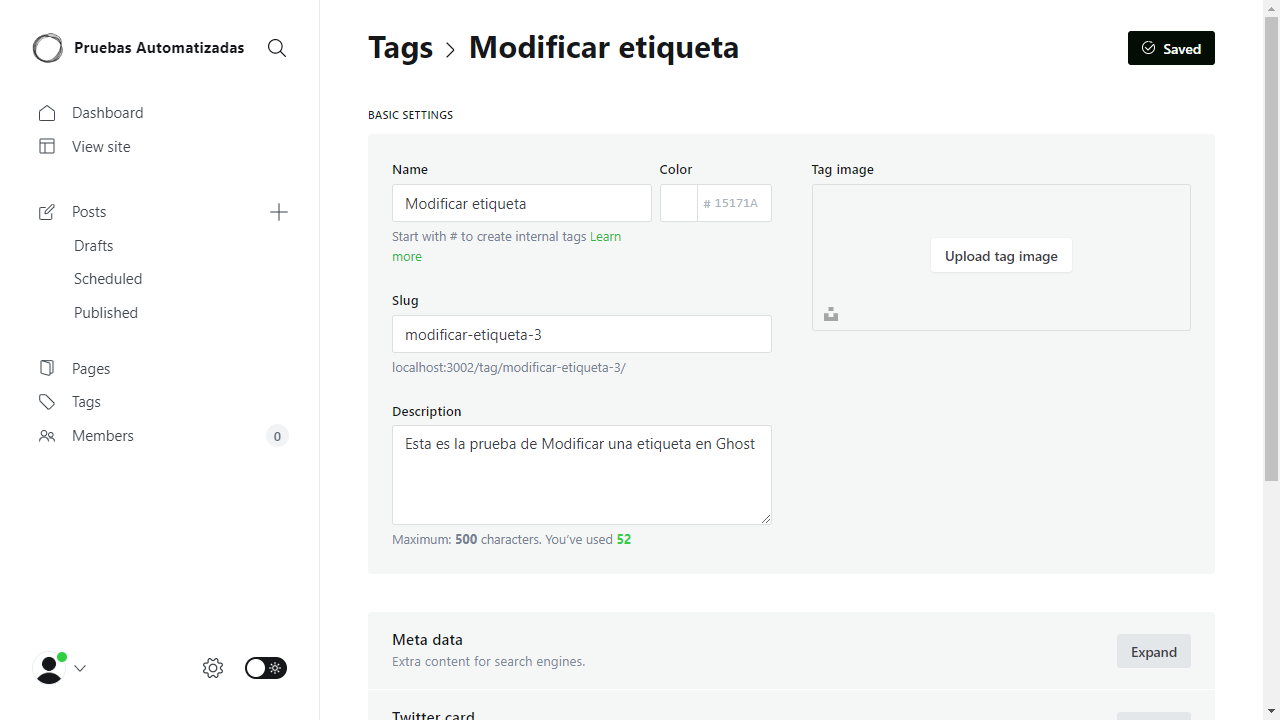 Pruebas Automatizadas
Dashboard
View site
Posts
Drafts
Scheduled
Published
Pages
Tags
Members 0
Tags Modificar etiqueta
Saved
BASIC SETTINGS
Name
Modificar etiqueta
Start with # to create internal tags Learn
more
Color
# 15171A
Slug
modificar-etiqueta-3
localhost:3002/tag/modificar-etiqueta-3/
Description
Esta es la prueba de Modificar una etiqueta en Ghost
Maximum: 500 characters. You’ve used 52
Tag image
Upload tag image
Meta data
Extra content for search engines.
Expand
Twitter card